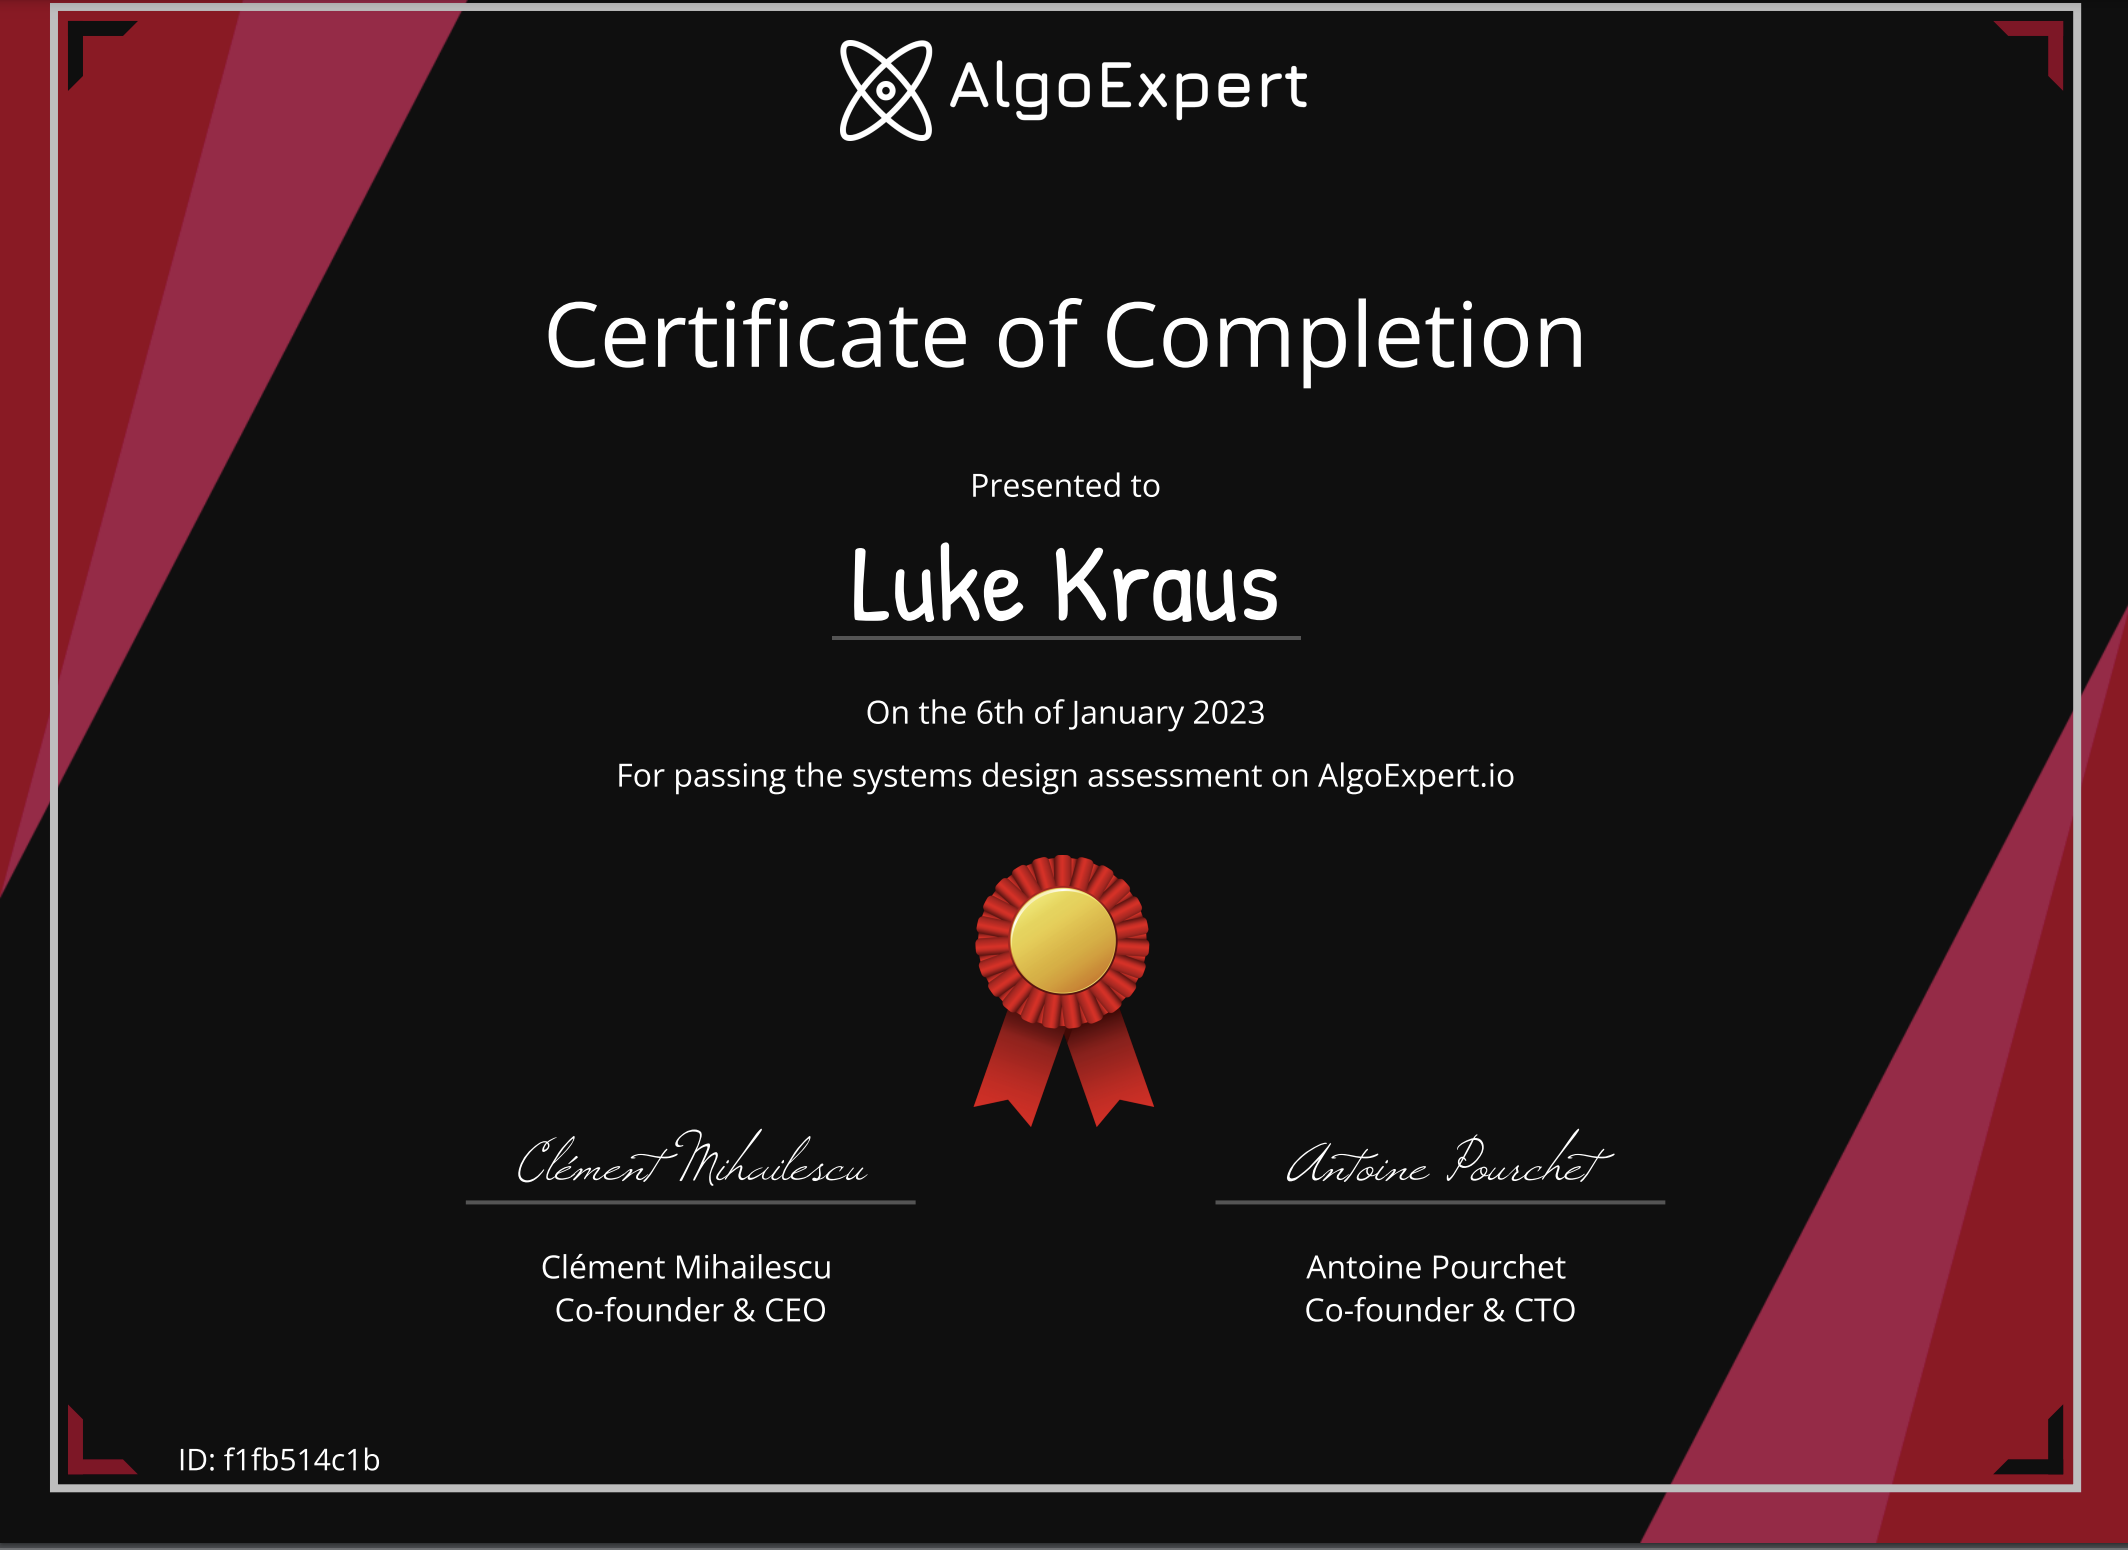 AlgoExpert
Certificate of Completion
Presented to
Luke Kraus
On the 6th of January 2023
For passing the systems design assessment on AlgoExpert.io
Clément Mihailescu
Antoine Pourchet
Clément Mihailescu
Co-founder & CEO
Antoine Pourchet
Co-founder & CTO
ID: f1fb514c1b